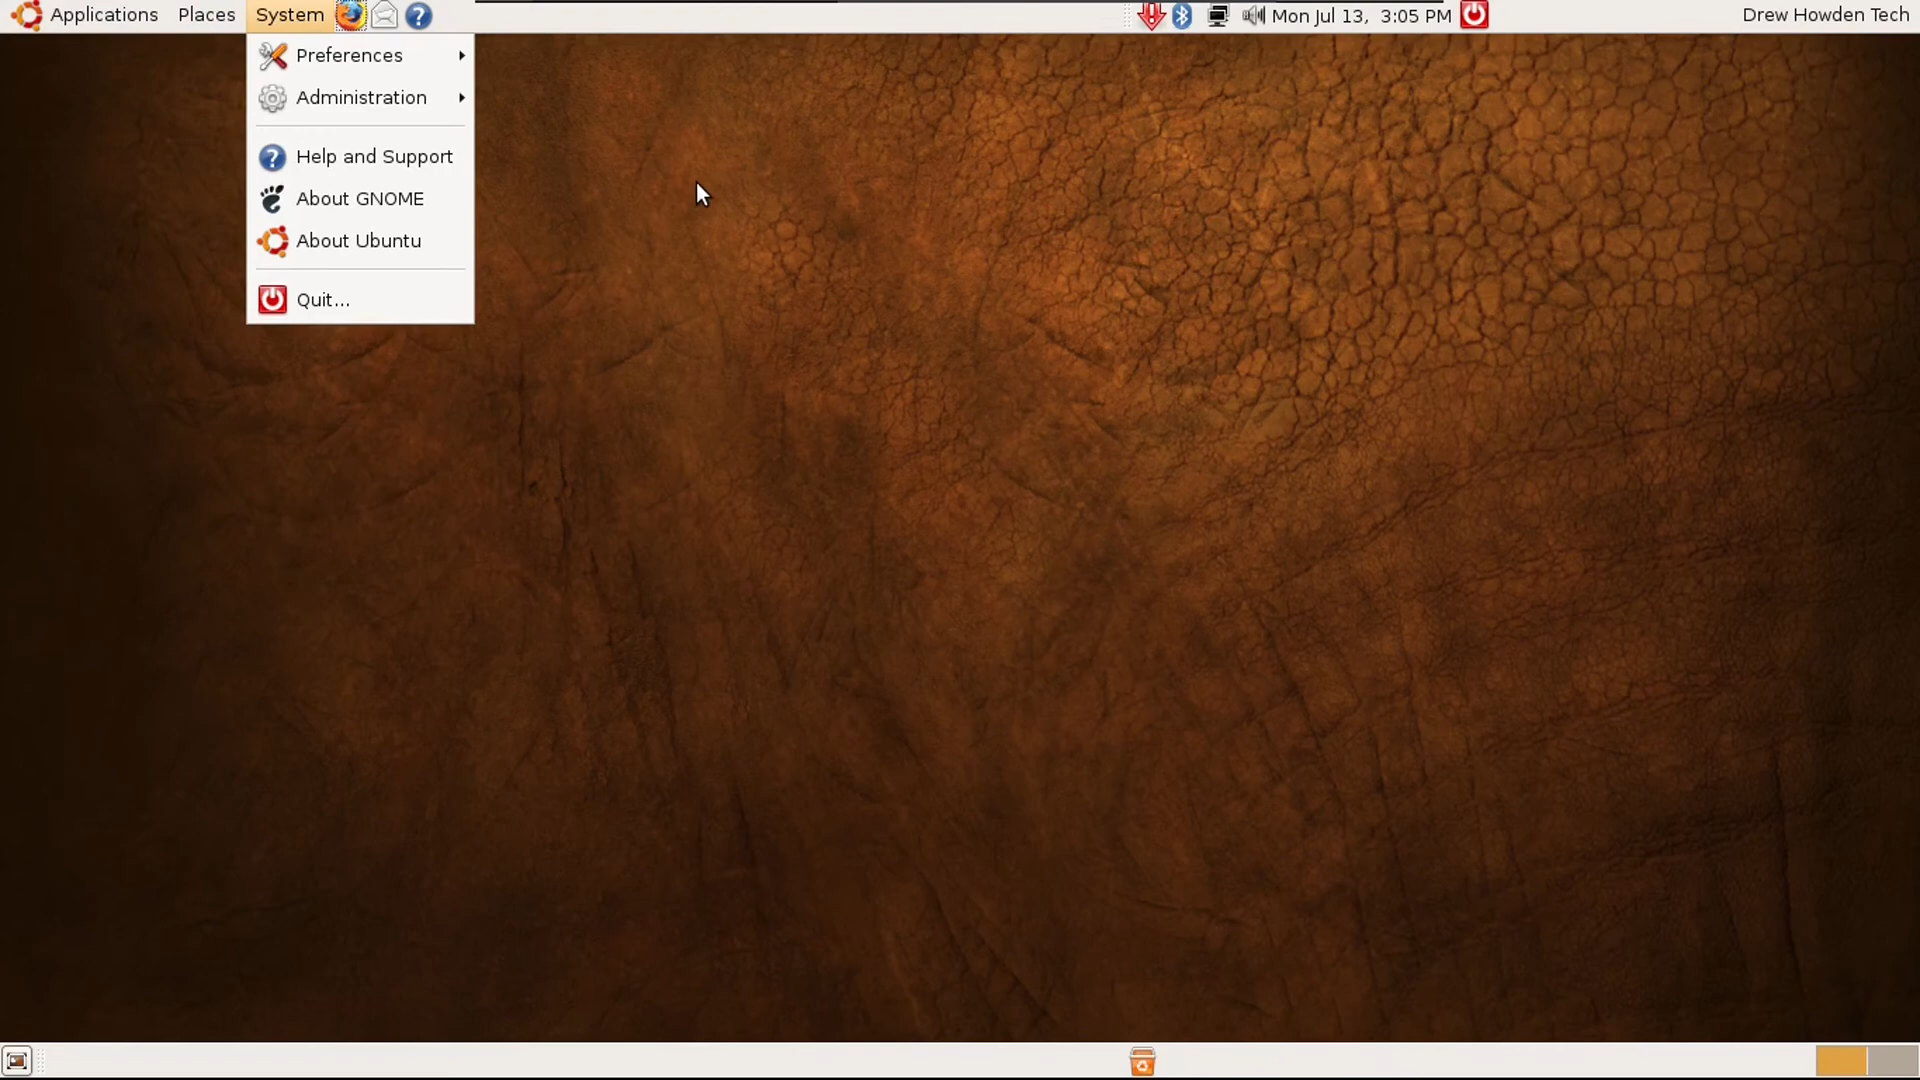 Applications Places System Mon Jul 13, 3:05 PM Drew Howden Tech
Preferences
Administration
Help and Support
About GNOME
About Ubuntu
Quit...